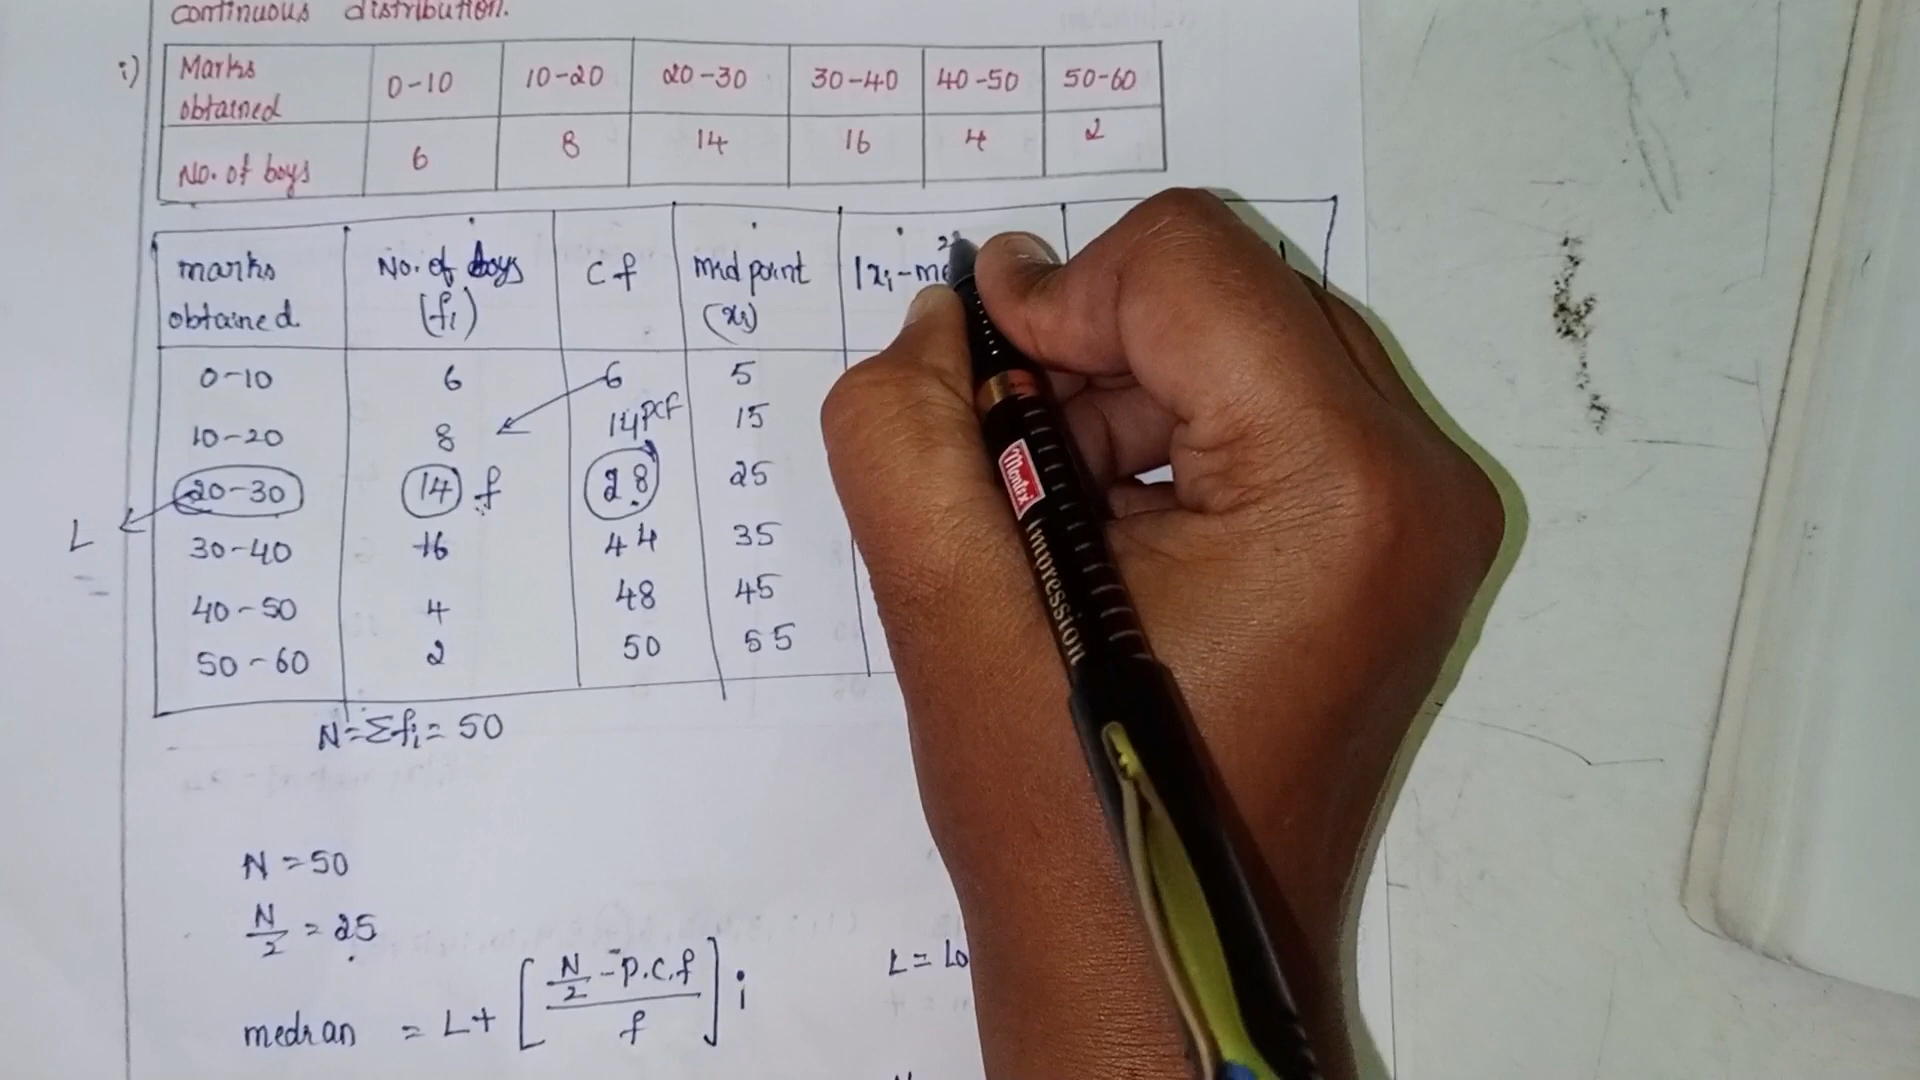 continuous distribution.
i) Marks obtained 0-10 10-20 20-30 30-40 40-50 50-60
No. of boys 6 8 14 16 4 2
marks obtained No. of boys (fi) Cf mid point (xi) |xi-me
0-10 6 6 5
10-20 8 14 PCF 15
20-30 14 f 28 25
L
30-40 16 44 35
40-50 4 48 45
50-60 2 50 55
N=Σfi= 50
N = 50
N/2 = 25
median = L+ [N/2 - p.c.f / f] i
L= Lo
Montex
Impression